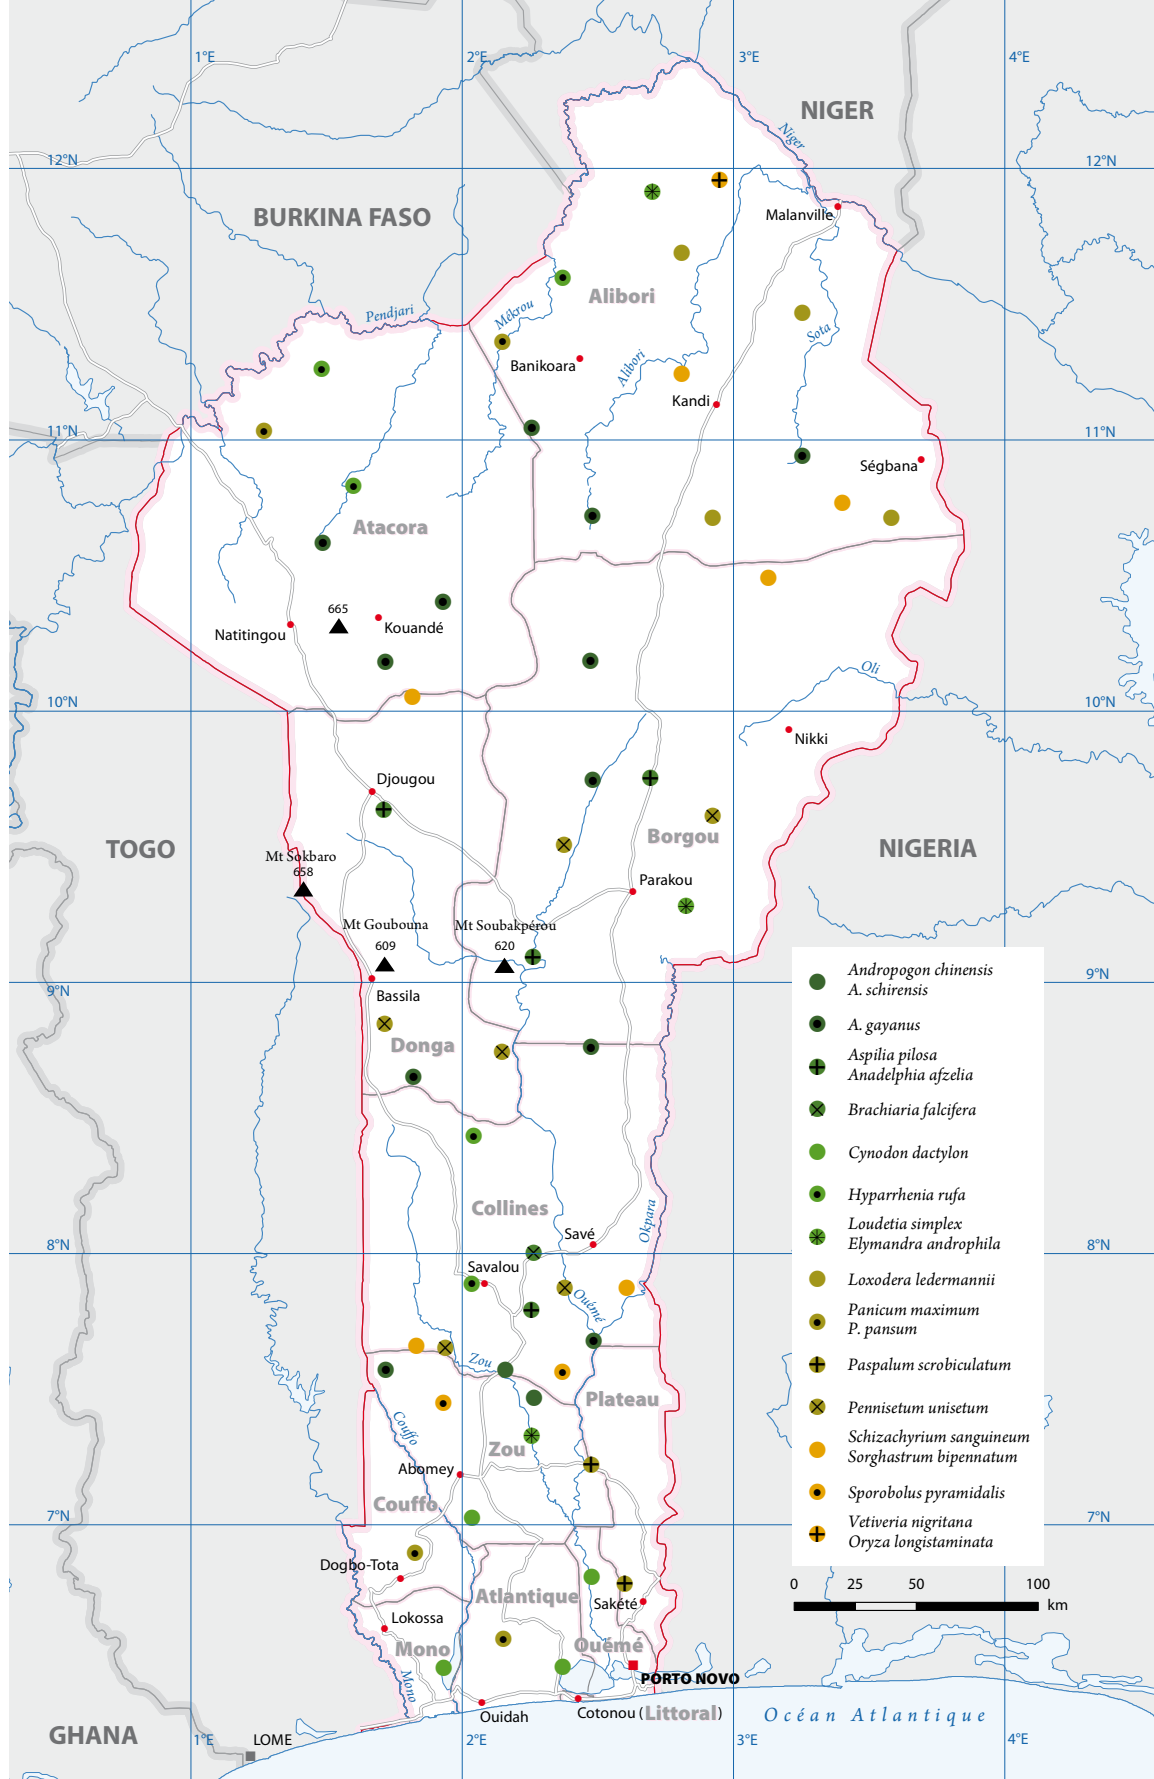 1°E
2°E
3°E
4°E
NIGER
Niger
12°N
12°N
BURKINA FASO
Malanville
Pendjari
Mékrou
Alibori
Sota
Banikoara
Alibori
Kandi
11°N
11°N
Ségbana
Atacora
665
Natitingou
Kouandé
Oli
10°N
10°N
Nikki
Djougou
TOGO
Borgou
NIGERIA
Mt Sokbaro
658
Parakou
Mt Goubouna
609
Mt Soubakpérou
620
9°N
9°N
Bassila
Donga
Collines
Okpara
Savé
8°N
8°N
Savalou
Ouémé
Zou
Plateau
Couffo
Zou
Abomey
Couffo
7°N
7°N
Dogbo-Tota
Atlantique
Sakété
Lokossa
Mono
Ouémé
Mono
PORTO NOVO
Ouidah
Cotonou (Littoral)
Océan Atlantique
GHANA
LOME
1°E
2°E
3°E
4°E
Andropogon chinensis
A. schirensis
A. gayanus
Aspilia pilosa
Anadelphia afzelia
Brachiaria falcifera
Cynodon dactylon
Hyparrhenia rufa
Loudetia simplex
Elymandra androphila
Loxodera ledermannii
Panicum maximum
P. pansum
Paspalum scrobiculatum
Pennisetum unisetum
Schizachyrium sanguineum
Sorghastrum bipennatum
Sporobolus pyramidalis
Vetiveria nigritana
Oryza longistaminata
0 25 50 100
km